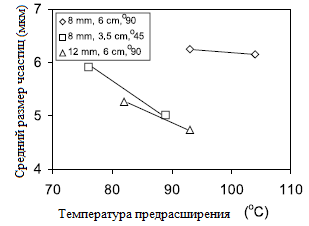 7
8 mm, 6 cm,°90
8 mm, 3,5 cm,°45
12 mm, 6 cm,°90
6
5
4
Средний размер чсастиц (мкм)
70 80 90 100 110
Температура предрасширения (°C)